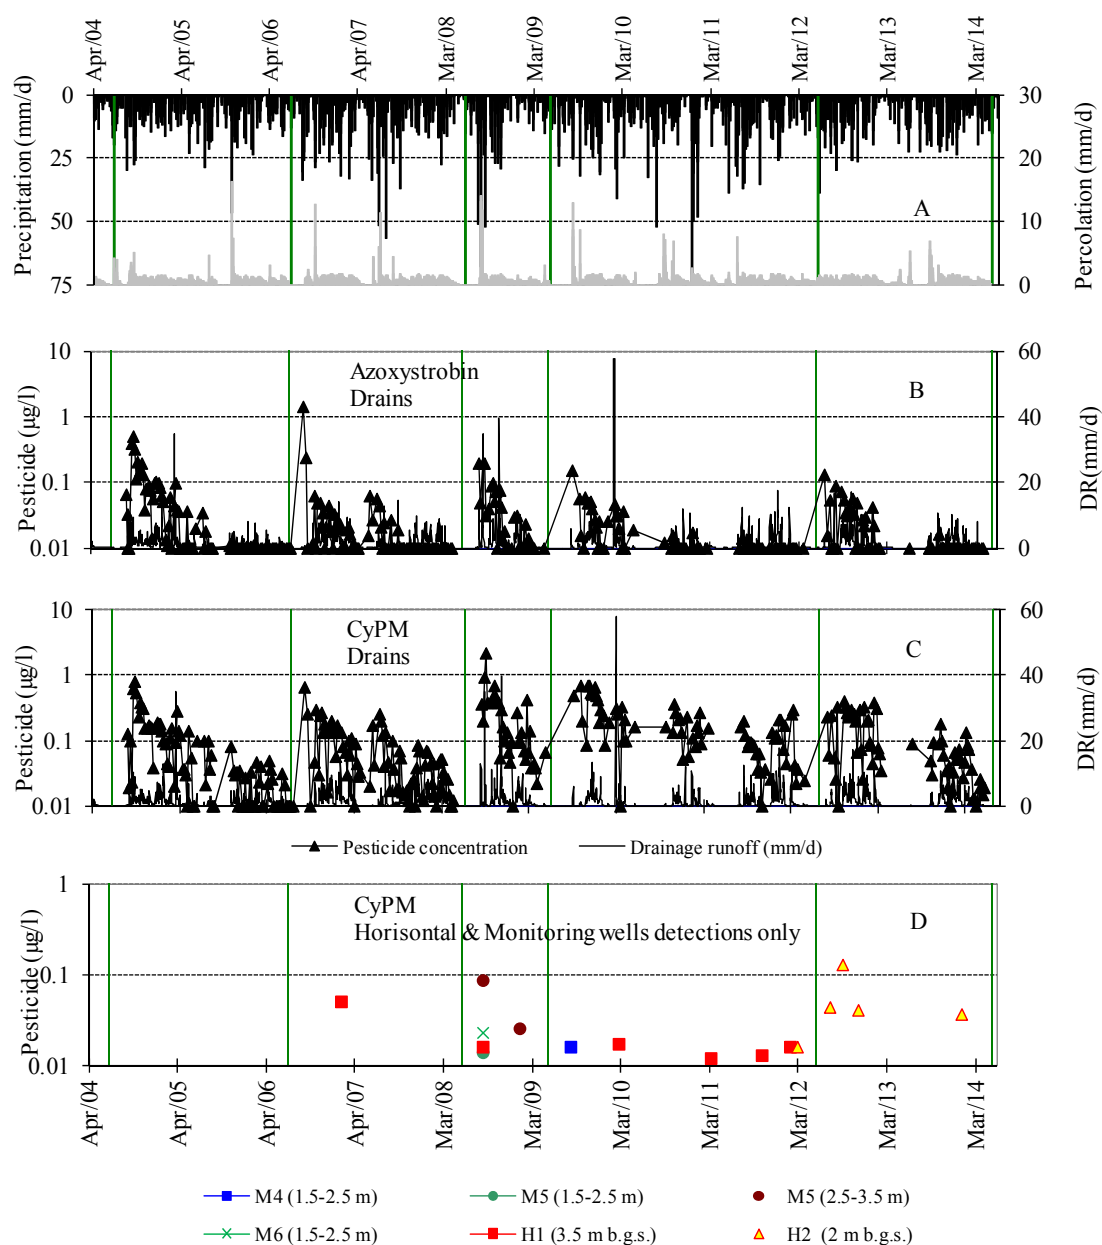 Apr/04 Apr/05 Apr/06 Apr/07 Mar/08 Mar/09 Mar/10 Mar/11 Mar/12 Mar/13 Mar/14
Precipitation (mm/d)
0
25
50
75
A
30
20
10
0
Percolation (mm/d)
Pesticide (µg/l)
10
1
0.1
0.01
Azoxystrobin
Drains
B
60
40
20
0
DR(mm/d)
Pesticide (µg/l)
10
1
0.1
0.01
CyPM
Drains
C
60
40
20
0
DR(mm/d)
Pesticide concentration Drainage runoff (mm/d)
Pesticide (µg/l)
1
0.1
0.01
CyPM
Horisontal & Monitoring wells detections only
D
Apr/04 Apr/05 Apr/06 Apr/07 Mar/08 Mar/09 Mar/10 Mar/11 Mar/12 Mar/13 Mar/14
M4 (1.5-2.5 m) M5 (1.5-2.5 m) M5 (2.5-3.5 m)
M6 (1.5-2.5 m) H1 (3.5 m b.g.s.) H2 (2 m b.g.s.)